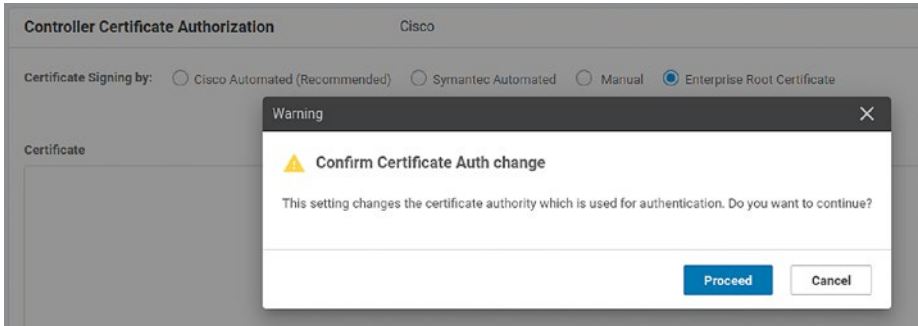 Controller Certificate Authorization Cisco
Certificate Signing by: Cisco Automated (Recommended) Symantec Automated Manual Enterprise Root Certificate
Warning
Certificate
Confirm Certificate Auth change
This setting changes the certificate authority which is used for authentication. Do you want to continue?
Proceed Cancel